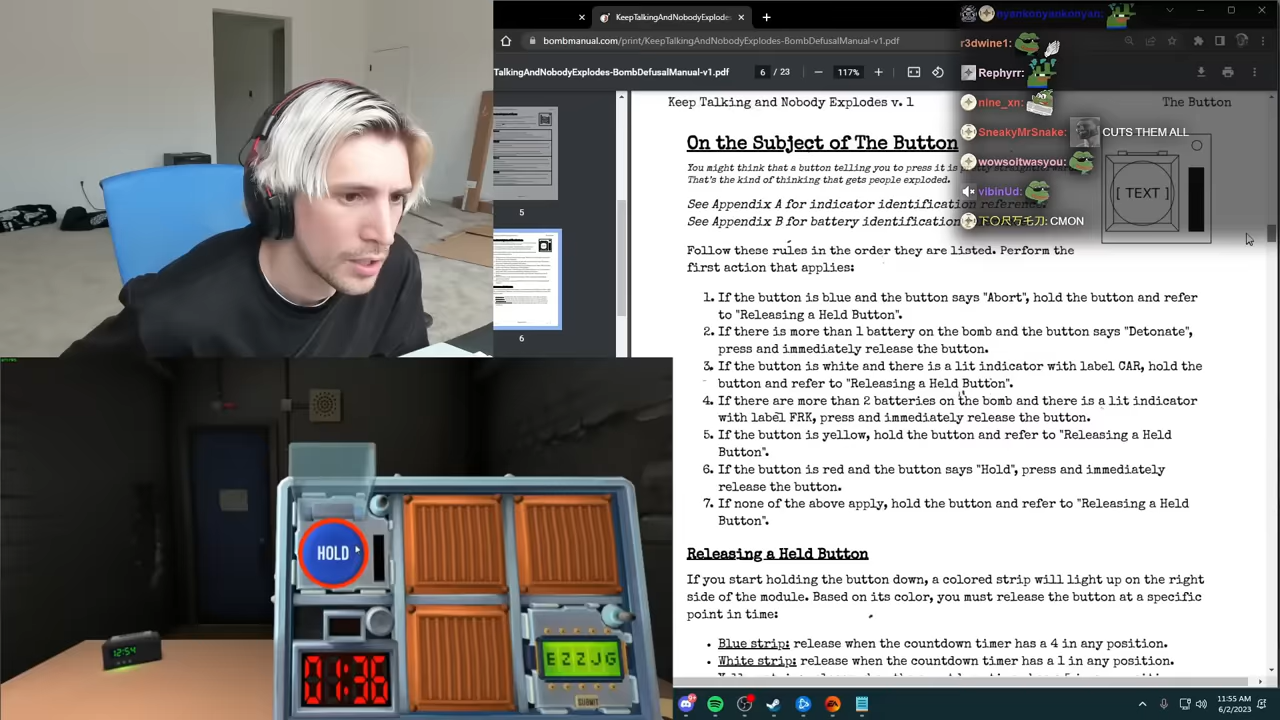 KeepTalkingAndNobodyExplodes
bombmanual.com/print/KeepTalkingAndNobodyExplodes-BombDefusalManual-v1.pdf
TalkingAndNobodyExplodes-BombDefusalManual-v1.pdf
6 / 23
117%
nyankonyankonyan:
r3dwine1:
Rephyrr:
nine_xn:
SneakyMrSnake: CUTS THEM ALL
wowsoitwasyou:
vibinUd:
CMON
5
6
Keep Talking and Nobody Explodes v. 1
The Button
On the Subject of The Button
You might think that a button telling you to press it is pretty
That's the kind of thinking that gets people exploded.
See Appendix A for indicator identification reference.
See Appendix B for battery identification
[ TEXT ]
Follow these rules in the order they listed. Perform the
first action that applies:
1. If the button is blue and the button says "Abort", hold the button and refer
to "Releasing a Held Button".
2. If there is more than 1 battery on the bomb and the button says "Detonate",
press and immediately release the button.
3. If the button is white and there is a lit indicator with label CAR, hold the
button and refer to "Releasing a Held Button".
4. If there are more than 2 batteries on the bomb and there is a lit indicator
with label FRK, press and immediately release the button.
5. If the button is yellow, hold the button and refer to "Releasing a Held
Button".
6. If the button is red and the button says "Hold", press and immediately
release the button.
7. If none of the above apply, hold the button and refer to "Releasing a Held
Button".
Releasing a Held Button
If you start holding the button down, a colored strip will light up on the right
side of the module. Based on its color, you must release the button at a specific
point in time:
• Blue strip: release when the countdown timer has a 4 in any position.
• White strip: release when the countdown timer has a 1 in any position.
HOLD
12:54
01:36
EZZJG
SUBMIT
11:55 AM
6/2/2023